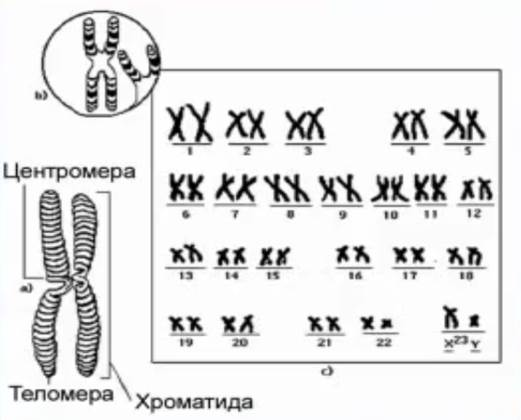 b)
1 2 3 4 5
Центромера
6 7 8 9 10 11 12
a)
13 14 15 16 17 18
19 20 21 22 X 23 Y
c)
Теломера
Хроматида